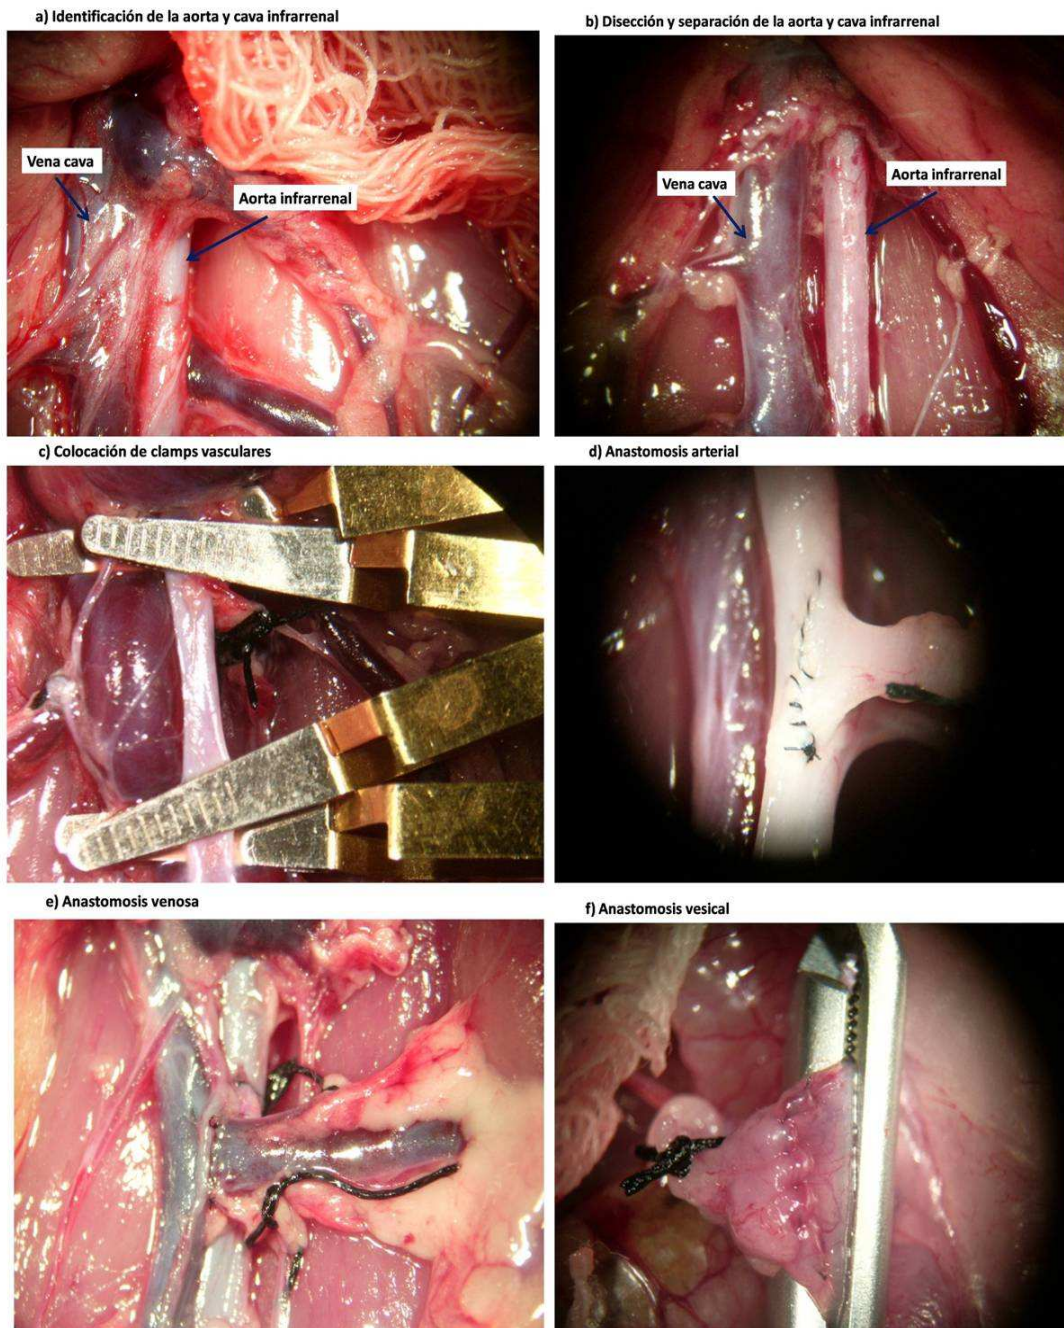 a) Identificación de la aorta y cava infrarrenal
b) Disección y separación de la aorta y cava infrarrenal
Vena cava
Aorta infrarrenal
Vena cava
Aorta infrarrenal
c) Colocación de clamps vasculares
d) Anastomosis arterial
e) Anastomosis venosa
f) Anastomosis vesical